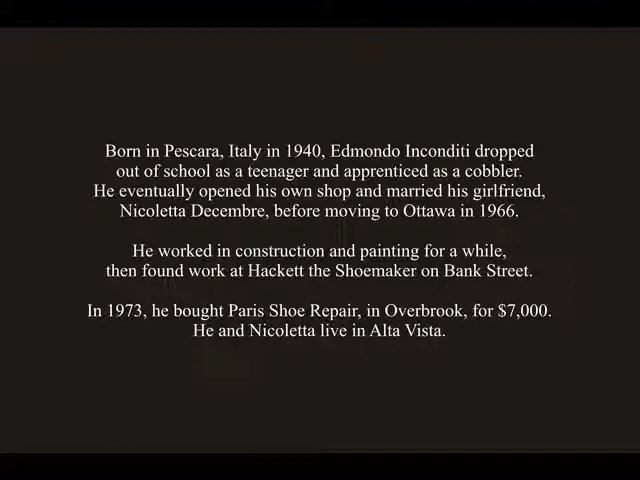 Born in Pescara, Italy in 1940, Edmondo Inconditi dropped
out of school as a teenager and apprenticed as a cobbler.
He eventually opened his own shop and married his girlfriend,
Nicoletta Decembre, before moving to Ottawa in 1966.
He worked in construction and painting for a while,
then found work at Hackett the Shoemaker on Bank Street.
In 1973, he bought Paris Shoe Repair, in Overbrook, for $7,000.
He and Nicoletta live in Alta Vista.